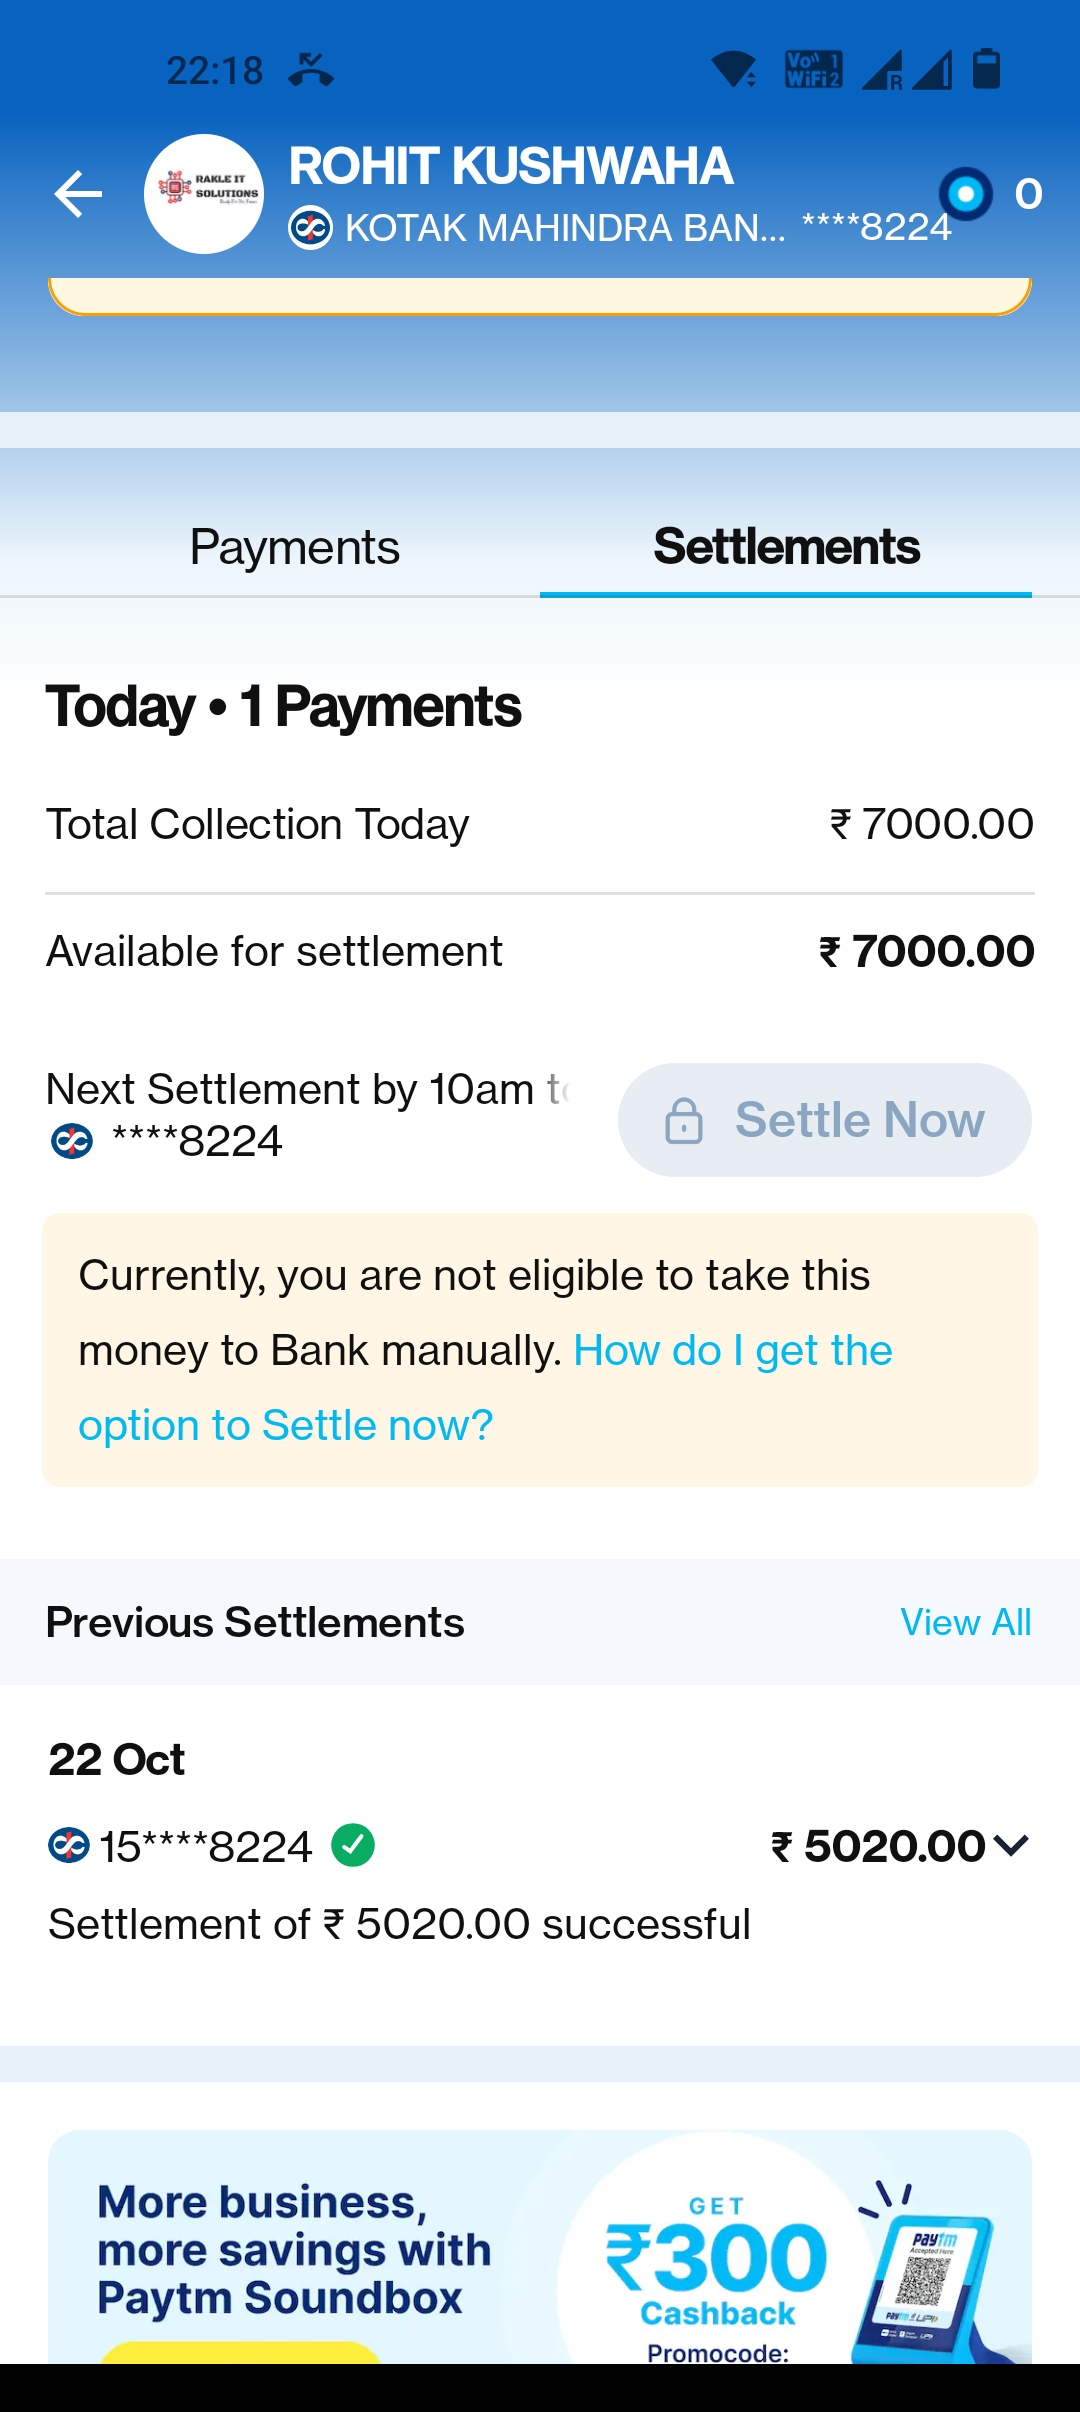 22:18
Vo)) 1
WiFi 2
R
RAKLE IT
SOLUTIONS
ROHIT KUSHWAHA
KOTAK MAHINDRA BAN... ****8224
0
Payments
Settlements
Today • 1 Payments
Total Collection Today
₹ 7000.00
Available for settlement
₹ 7000.00
Next Settlement by 10am
****8224
Settle Now
Currently, you are not eligible to take this
money to Bank manually. How do I get the
option to Settle now?
Previous Settlements
View All
22 Oct
15****8224
₹ 5020.00
Settlement of ₹ 5020.00 successful
More business,
more savings with
Paytm Soundbox
GET
₹300
Cashback
Promocode:
paytm
Accepted Here
paytm UPI